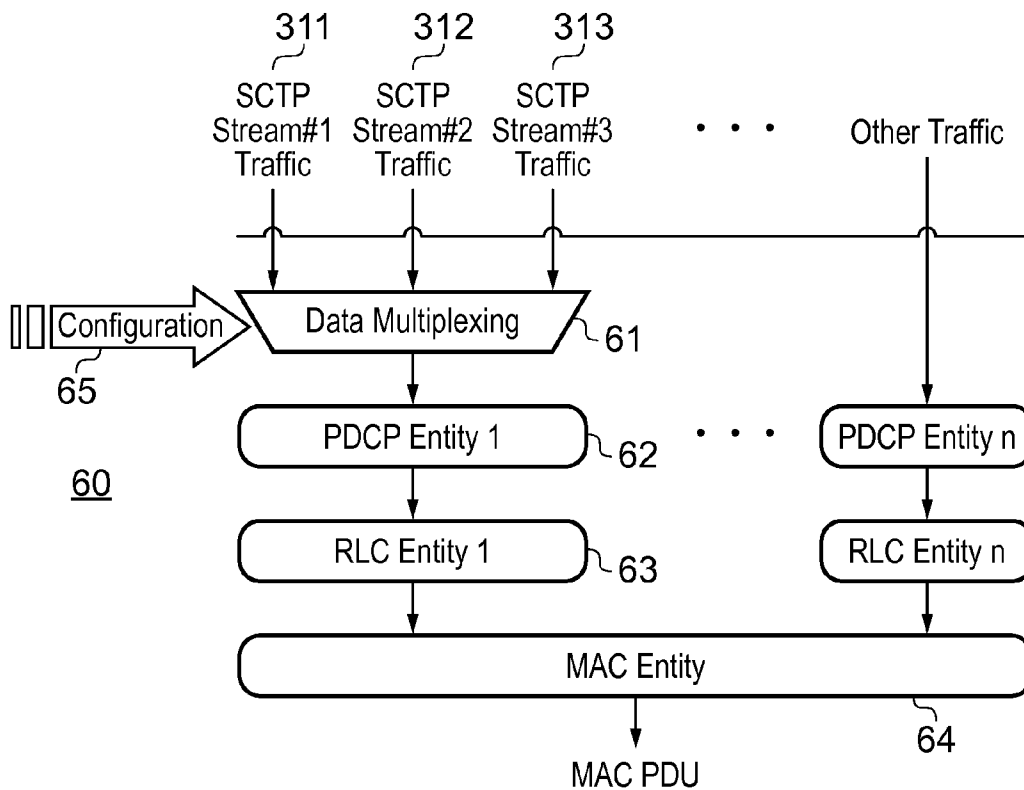 311
312
313
SCTP
Stream#1
Traffic
SCTP
Stream#2
Traffic
SCTP
Stream#3
Traffic
Other Traffic
Configuration
Data Multiplexing
61
65
PDCP Entity 1
62
PDCP Entity n
60
RLC Entity 1
63
RLC Entity n
MAC Entity
64
MAC PDU